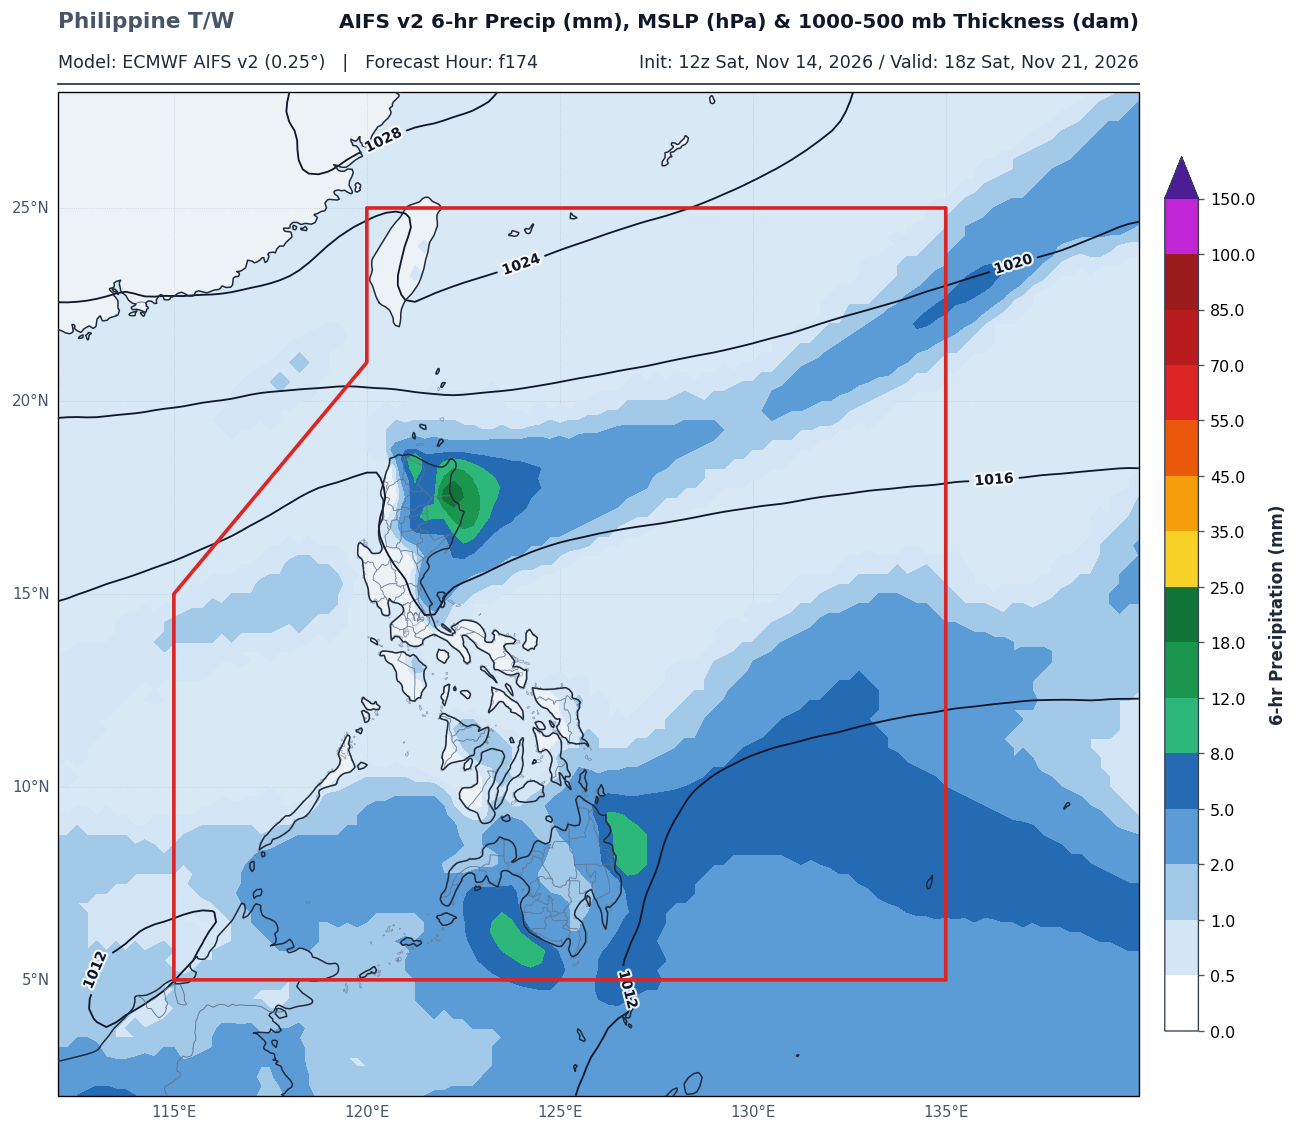 Philippine T/W
AIFS v2 6-hr Precip (mm), MSLP (hPa) & 1000-500 mb Thickness (dam)
Model: ECMWF AIFS v2 (0.25°)   |   Forecast Hour: f174
Init: 12z Sat, Nov 14, 2026 / Valid: 18z Sat, Nov 21, 2026
1028
1024
1020
1016
1012
1012
25°N
20°N
15°N
10°N
5°N
115°E
120°E
125°E
130°E
135°E
150.0
100.0
85.0
70.0
55.0
45.0
35.0
25.0
18.0
12.0
8.0
5.0
2.0
1.0
0.5
0.0
6-hr Precipitation (mm)